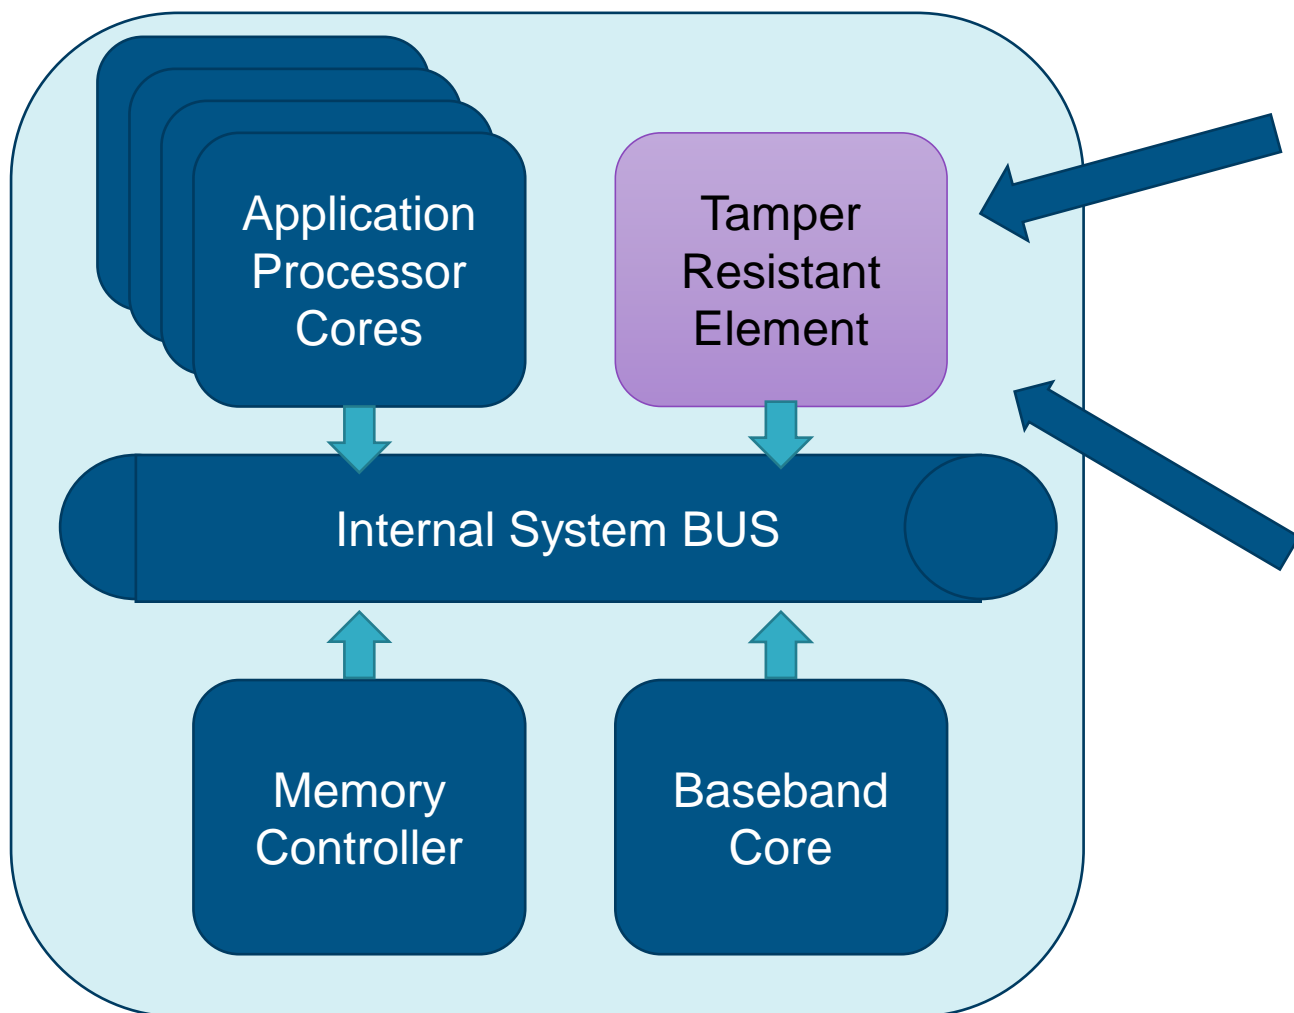 Application
Processor
Cores
Tamper
Resistant
Element
Internal System BUS
Memory
Controller
Baseband
Core